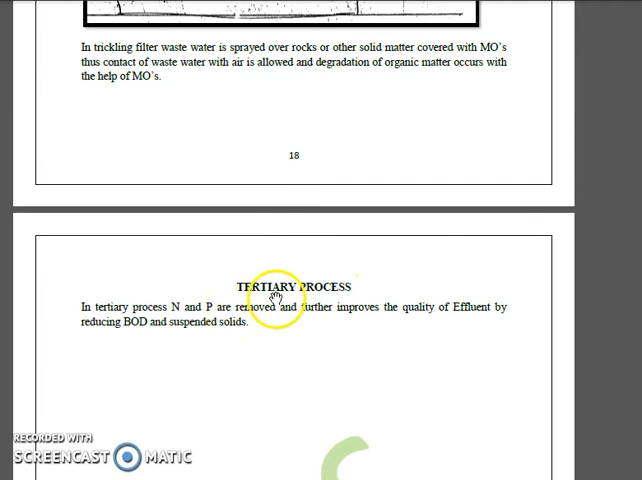 In trickling filter waste water is sprayed over rocks or other solid matter covered with MO's
thus contact of waste water with air is allowed and degradation of organic matter occurs with
the help of MO's.
18
TERTIARY PROCESS
In tertiary process N and P are removed and further improves the quality of Effluent by
reducing BOD and suspended solids.
RECORDED WITH
SCREENCAST MATIC